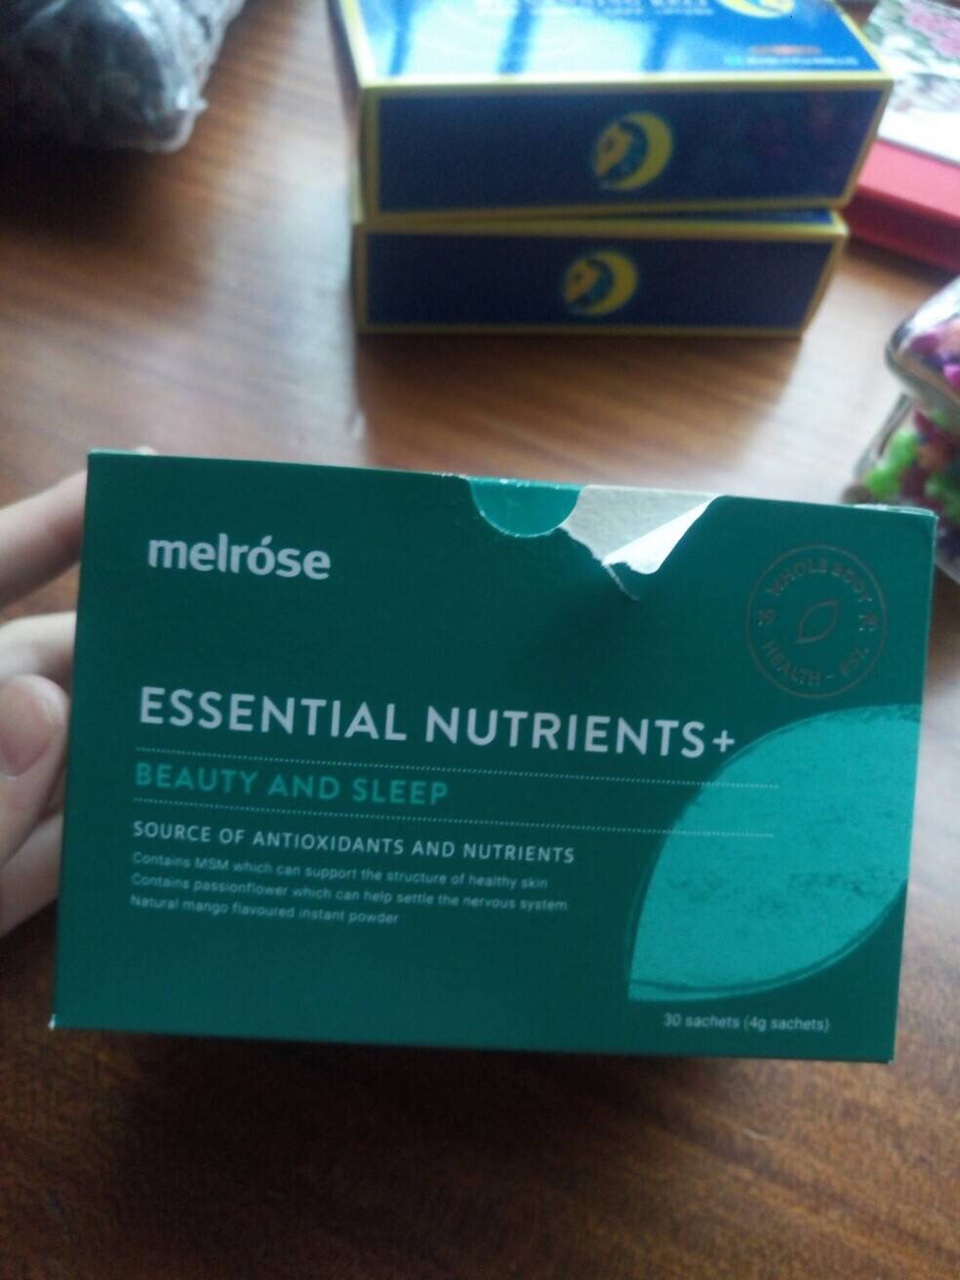 melróse
WHOLE BODY
HEALTH - EST.
ESSENTIAL NUTRIENTS+
BEAUTY AND SLEEP
SOURCE OF ANTIOXIDANTS AND NUTRIENTS
Contains MSM which can support the structure of healthy skin
Contains passionflower which can help settle the nervous system
Natural mango flavoured instant powder
30 sachets (4g sachets)